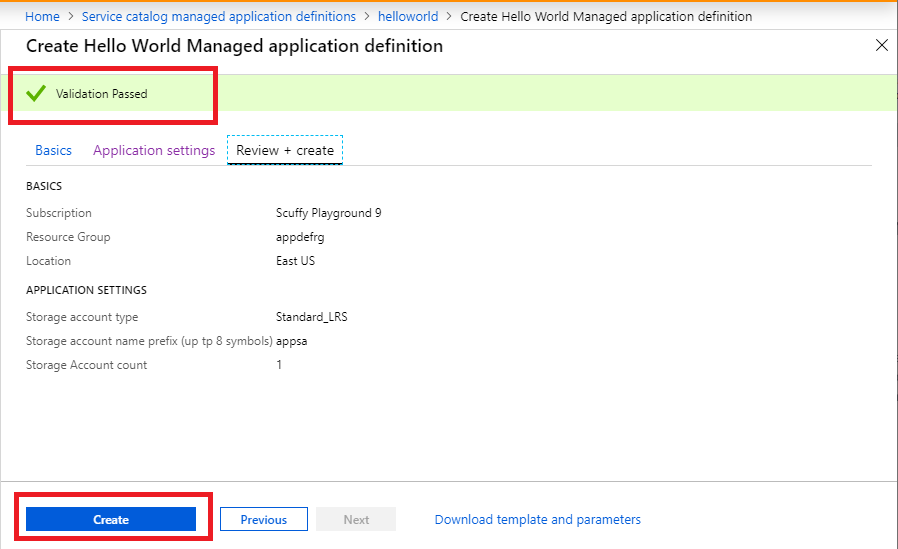 Home > Service catalog managed application definitions > helloworld > Create Hello World Managed application definition
Create Hello World Managed application definition
Validation Passed
Basics Application settings Review + create
BASICS
Subscription Scuffy Playground 9
Resource Group appdefrg
Location East US
APPLICATION SETTINGS
Storage account type Standard_LRS
Storage account name prefix (up tp 8 symbols) appsa
Storage Account count 1
Create Previous Next Download template and parameters